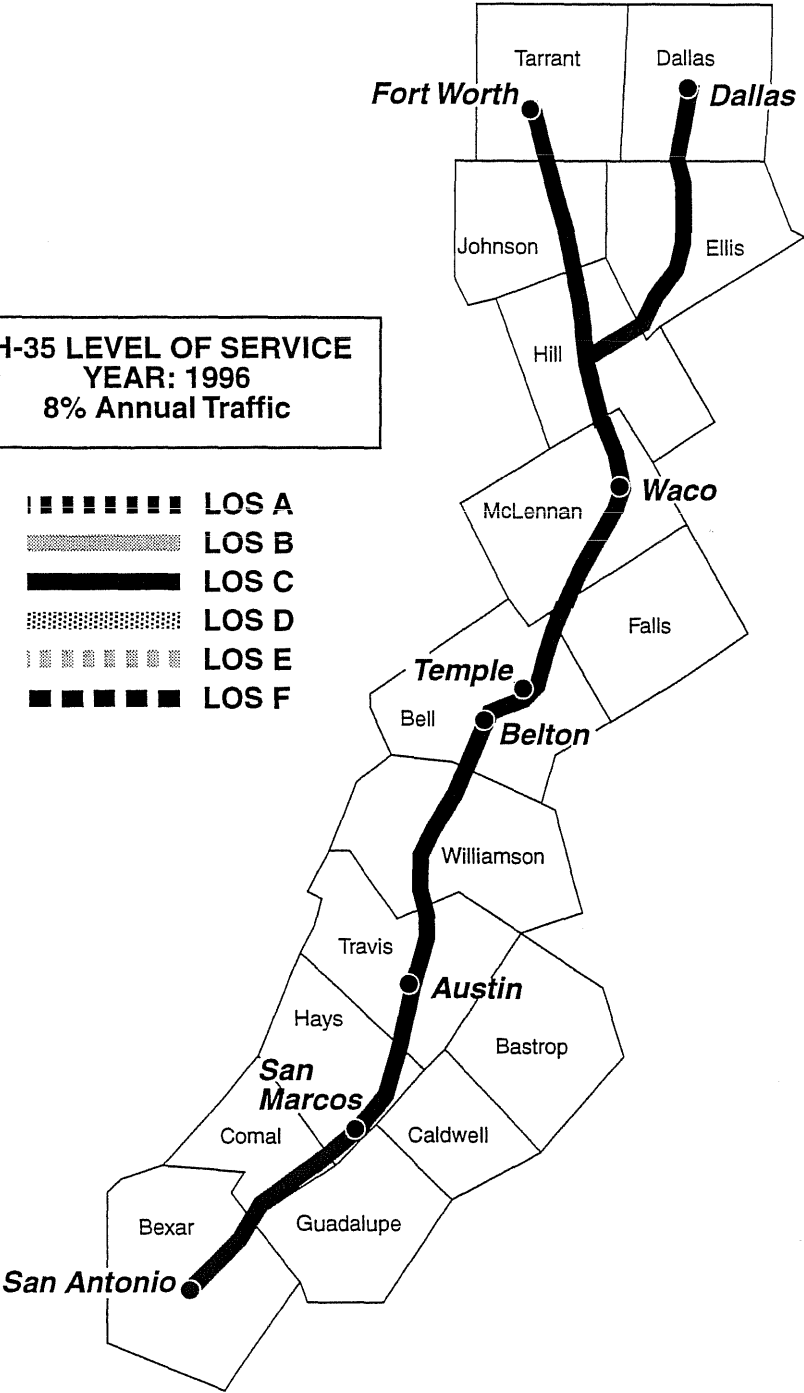 Tarrant
Dallas
Fort Worth
Dallas
Johnson
Ellis
H-35 LEVEL OF SERVICE
YEAR: 1996
8% Annual Traffic
Hill
LOS A
LOS B
LOS C
LOS D
LOS E
LOS F
Waco
McLennan
Falls
Temple
Bell
Belton
Williamson
Travis
Austin
Hays
Bastrop
San
Marcos
Comal
Caldwell
Bexar
Guadalupe
San Antonio